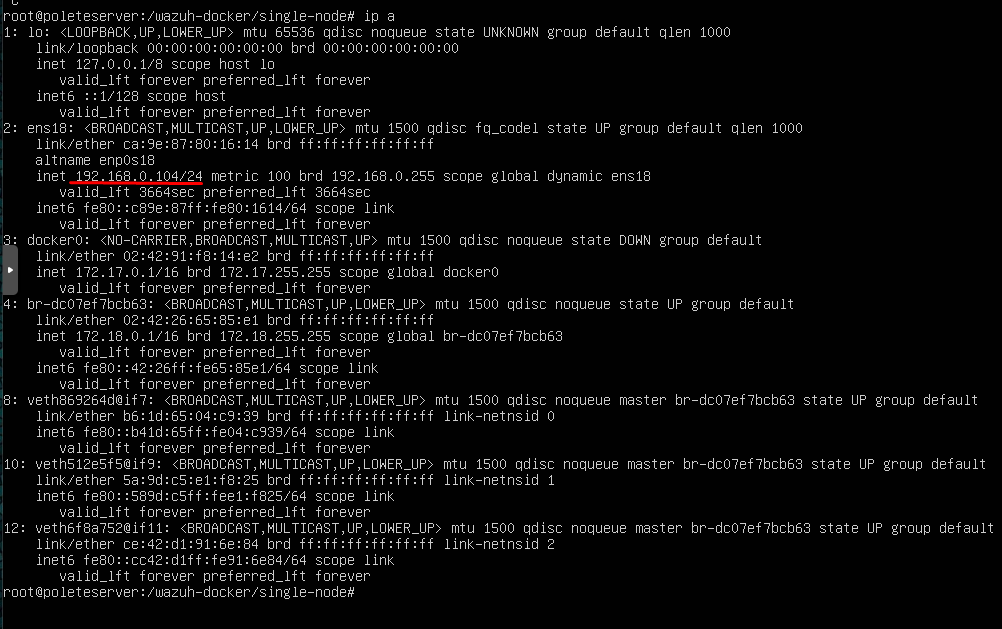 root@poleteserver:/wazuh-docker/single-node# ip a
1: lo: <LOOPBACK,UP,LOWER_UP> mtu 65536 qdisc noqueue state UNKNOWN group default qlen 1000
    link/loopback 00:00:00:00:00:00 brd 00:00:00:00:00:00
    inet 127.0.0.1/8 scope host lo
       valid_lft forever preferred_lft forever
    inet6 ::1/128 scope host
       valid_lft forever preferred_lft forever
2: ens18: <BROADCAST,MULTICAST,UP,LOWER_UP> mtu 1500 qdisc fq_codel state UP group default qlen 1000
    link/ether ca:9e:87:80:16:14 brd ff:ff:ff:ff:ff:ff
    altname enp0s18
    inet 192.168.0.104/24 metric 100 brd 192.168.0.255 scope global dynamic ens18
       valid_lft 3664sec preferred_lft 3664sec
    inet6 fe80::c89e:87ff:fe80:1614/64 scope link
       valid_lft forever preferred_lft forever
3: docker0: <NO-CARRIER,BROADCAST,MULTICAST,UP> mtu 1500 qdisc noqueue state DOWN group default
    link/ether 02:42:91:f8:14:e2 brd ff:ff:ff:ff:ff:ff
    inet 172.17.0.1/16 brd 172.17.255.255 scope global docker0
       valid_lft forever preferred_lft forever
4: br-dc07ef7bcb63: <BROADCAST,MULTICAST,UP,LOWER_UP> mtu 1500 qdisc noqueue state UP group default
    link/ether 02:42:26:65:85:e1 brd ff:ff:ff:ff:ff:ff
    inet 172.18.0.1/16 brd 172.18.255.255 scope global br-dc07ef7bcb63
       valid_lft forever preferred_lft forever
    inet6 fe80::42:26ff:fe65:85e1/64 scope link
       valid_lft forever preferred_lft forever
8: veth869264d@if7: <BROADCAST,MULTICAST,UP,LOWER_UP> mtu 1500 qdisc noqueue master br-dc07ef7bcb63 state UP group default
    link/ether b6:1d:65:04:c9:39 brd ff:ff:ff:ff:ff:ff link-netnsid 0
    inet6 fe80::b41d:65ff:fe04:c939/64 scope link
       valid_lft forever preferred_lft forever
10: veth512e5f5@if9: <BROADCAST,MULTICAST,UP,LOWER_UP> mtu 1500 qdisc noqueue master br-dc07ef7bcb63 state UP group default
    link/ether 5a:9d:c5:e1:f8:25 brd ff:ff:ff:ff:ff:ff link-netnsid 1
    inet6 fe80::589d:c5ff:fee1:f825/64 scope link
       valid_lft forever preferred_lft forever
12: veth6f8a752@if11: <BROADCAST,MULTICAST,UP,LOWER_UP> mtu 1500 qdisc noqueue master br-dc07ef7bcb63 state UP group default
    link/ether ce:42:d1:91:6e:84 brd ff:ff:ff:ff:ff:ff link-netnsid 2
    inet6 fe80::cc42:d1ff:fe91:6e84/64 scope link
       valid_lft forever preferred_lft forever
root@poleteserver:/wazuh-docker/single-node#